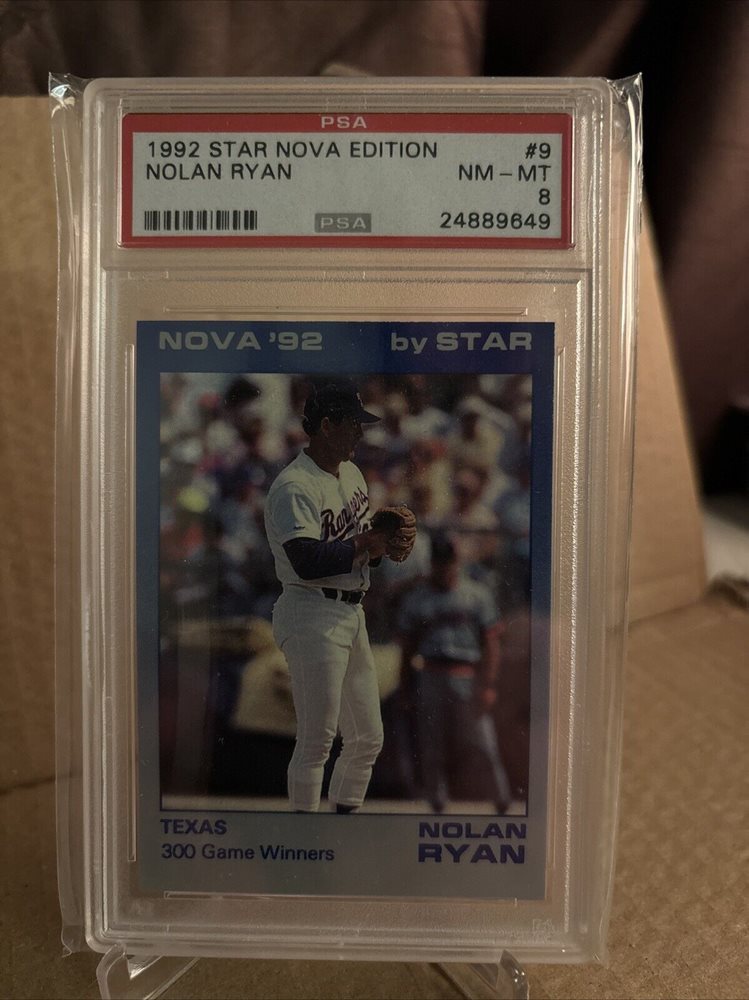 PSA
1992 STAR NOVA EDITION #9
NOLAN RYAN NM - MT
8
PSA 24889649
NOVA '92 by STAR
Rangers
TEXAS NOLAN
300 Game Winners RYAN